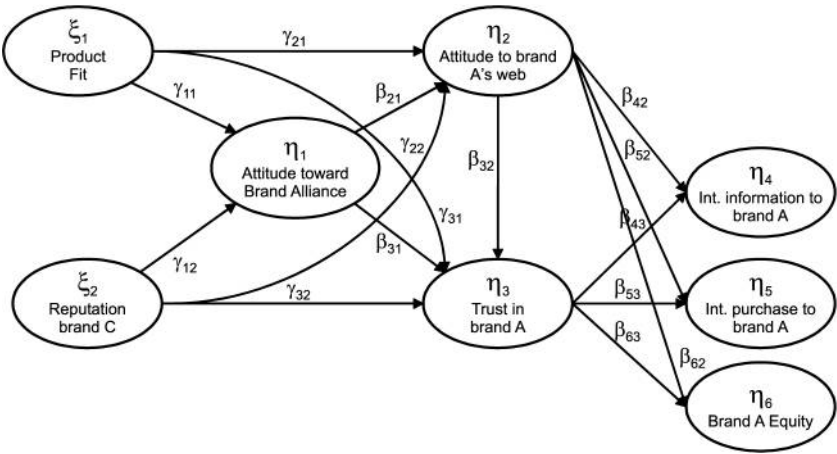 ξ1
Product
Fit
γ21
η2
Attitude to brand
A's web
γ11
β21
β42
η1
Attitude toward
Brand Alliance
γ22
β32
β52
η4
Int. information to
brand A
γ31
β43
β31
γ12
ξ2
Reputation
brand C
γ32
η3
Trust in
brand A
β53
η5
Int. purchase to
brand A
β63
β62
η6
Brand A Equity